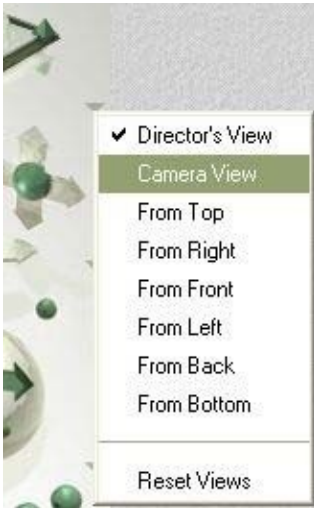 Director's View
Camera View
From Top
From Right
From Front
From Left
From Back
From Bottom
Reset Views